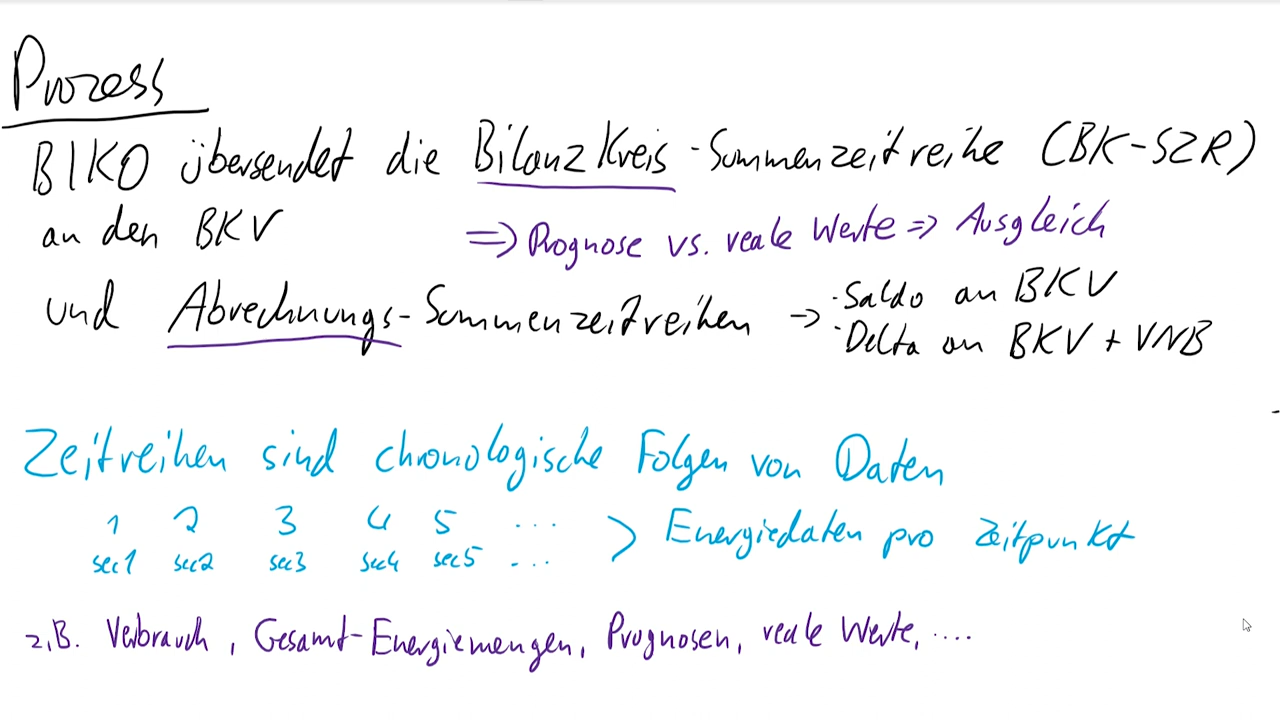 Prozess
BIKO übersendet die Bilanzkreis-Summenzeitreihe (BK-SZR)
an den BKV
=> Prognose vs. reale Werte => Ausgleich
und Abrechnungs-Summenzeitreihen -> · Saldo an BKV
· Delta an BKV + VNB
Zeitreihen sind chronologische Folgen von Daten
1 2 3 4 5 ...
sec1 sec2 sec3 sec4 sec5 ...
> Energiedaten pro Zeitpunkt
z.B. Verbrauch, Gesamt-Energiemengen, Prognosen, reale Werte, ....